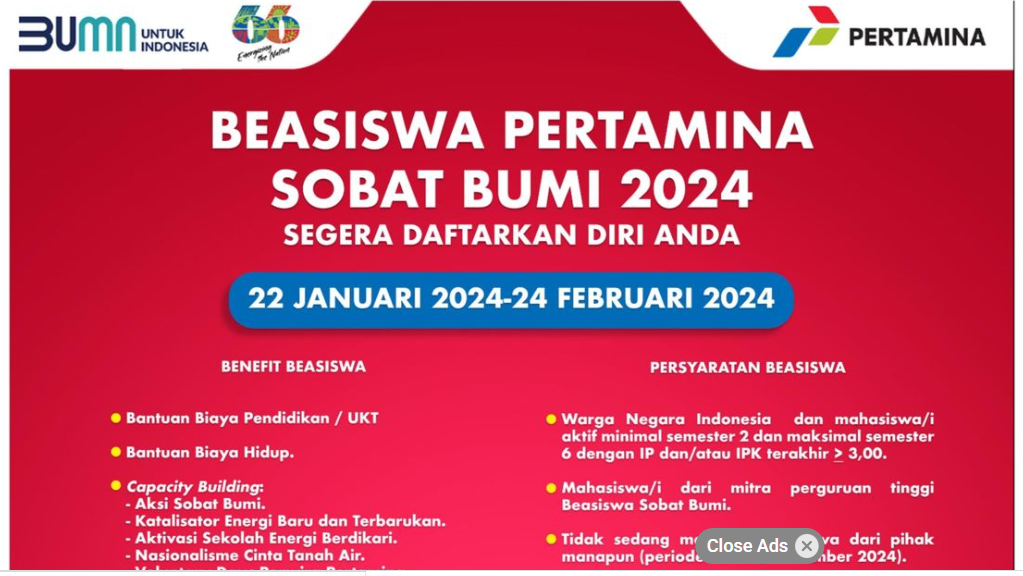 BUMN UNTUK
INDONESIA
66
Energizing
the Nation
PERTAMINA
BEASISWA PERTAMINA
SOBAT BUMI 2024
SEGERA DAFTARKAN DIRI ANDA
22 JANUARI 2024-24 FEBRUARI 2024
BENEFIT BEASISWA
Bantuan Biaya Pendidikan / UKT
Bantuan Biaya Hidup.
Capacity Building:
- Aksi Sobat Bumi.
- Katalisator Energi Baru dan Terbarukan.
- Aktivasi Sekolah Energi Berdikari.
- Nasionalisme Cinta Tanah Air.
PERSYARATAN BEASISWA
Warga Negara Indonesia dan mahasiswa/i
aktif minimal semester 2 dan maksimal semester
6 dengan IP dan/atau IPK terakhir ≥ 3,00.
Mahasiswa/i dari mitra perguruan tinggi
Beasiswa Sobat Bumi.
Tidak sedang dari pihak
manapun 2024).
Close Ads